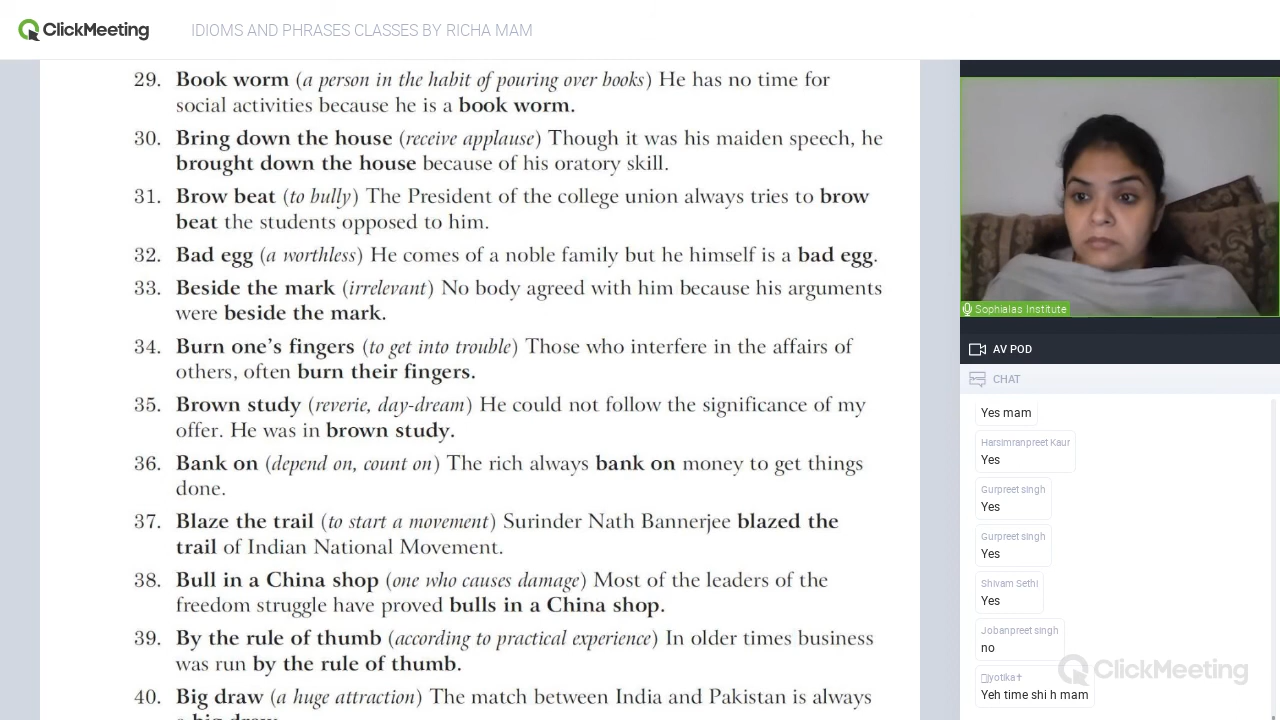 ClickMeeting
IDIOMS AND PHRASES CLASSES BY RICHA MAM
29. Book worm (a person in the habit of pouring over books) He has no time for
social activities because he is a book worm.
30. Bring down the house (receive applause) Though it was his maiden speech, he
brought down the house because of his oratory skill.
31. Brow beat (to bully) The President of the college union always tries to brow
beat the students opposed to him.
32. Bad egg (a worthless) He comes of a noble family but he himself is a bad egg.
33. Beside the mark (irrelevant) No body agreed with him because his arguments
were beside the mark.
34. Burn one's fingers (to get into trouble) Those who interfere in the affairs of
others, often burn their fingers.
35. Brown study (reverie, day-dream) He could not follow the significance of my
offer. He was in brown study.
36. Bank on (depend on, count on) The rich always bank on money to get things
done.
37. Blaze the trail (to start a movement) Surinder Nath Bannerjee blazed the
trail of Indian National Movement.
38. Bull in a China shop (one who causes damage) Most of the leaders of the
freedom struggle have proved bulls in a China shop.
39. By the rule of thumb (according to practical experience) In older times business
was run by the rule of thumb.
40. Big draw (a huge attraction) The match between India and Pakistan is always
a big draw.
Sophialas Institute
AV POD
CHAT
Yes mam
Harsimranpreet Kaur
Yes
Gurpreet singh
Yes
Gurpreet singh
Yes
Shivam Sethi
Yes
Jobanpreet singh
no
yotika
Yeh time shi h mam
ClickMeeting